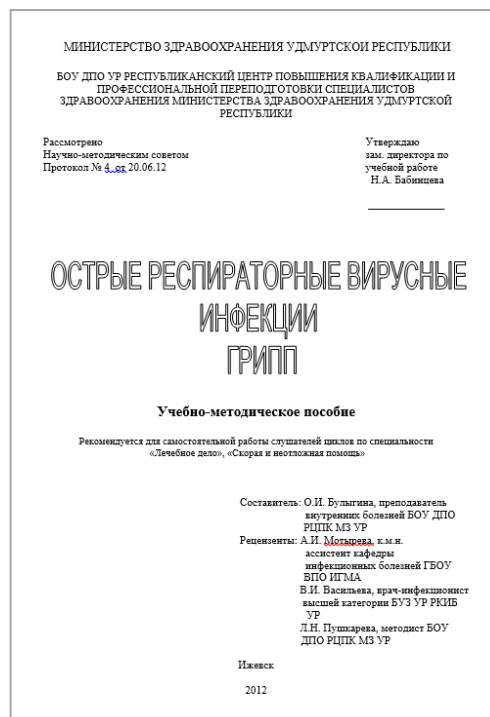 МИНИСТЕРСТВО ЗДРАВООХРАНЕНИЯ УДМУРТСКОЙ РЕСПУБЛИКИ
БОУ ДПО УР РЕСПУБЛИКАНСКИЙ ЦЕНТР ПОВЫШЕНИЯ КВАЛИФИКАЦИИ И
ПРОФЕССИОНАЛЬНОЙ ПЕРЕПОДГОТОВКИ СПЕЦИАЛИСТОВ
ЗДРАВООХРАНЕНИЯ МИНИСТЕРСТВА ЗДРАВООХРАНЕНИЯ УДМУРТСКОЙ
РЕСПУБЛИКИ
Рассмотрено
Научно-методическим советом
Протокол № 4 от 20.06.12
Утверждаю
зам. директора по
учебной работе
Н.А. Бабинцева
ОСТРЫЕ РЕСПИРАТОРНЫЕ ВИРУСНЫЕ
ИНФЕКЦИИ
ГРИПП
Учебно-методическое пособие
Рекомендуется для самостоятельной работы слушателей циклов по специальности
«Лечебное дело», «Скорая и неотложная помощь»
Составитель: О.И. Булыгина, преподаватель
внутренних болезней БОУ ДПО
РЦПК МЗ УР
Рецензенты: А.И. Мотырева, к.м.н.
ассистент кафедры
инфекционных болезней ГБОУ
ВПО ИГМА
В.И. Васильева, врач-инфекционист
высшей категории БУЗ УР РКИБ
УР
Л.Н. Пушкарева, методист БОУ
ДПО РЦПК МЗ УР
Ижевск
2012